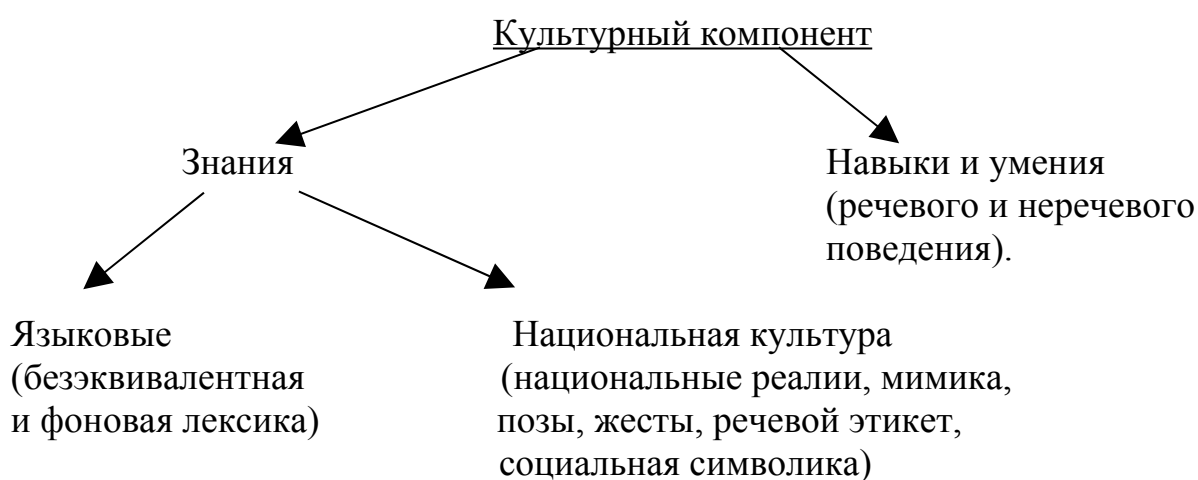 Культурный компонент
Знания
Навыки и умения
(речевого и неречевого
поведения).
Языковые
(безэквивалентная
и фоновая лексика)
Национальная культура
(национальные реалии, мимика,
позы, жесты, речевой этикет,
социальная символика)